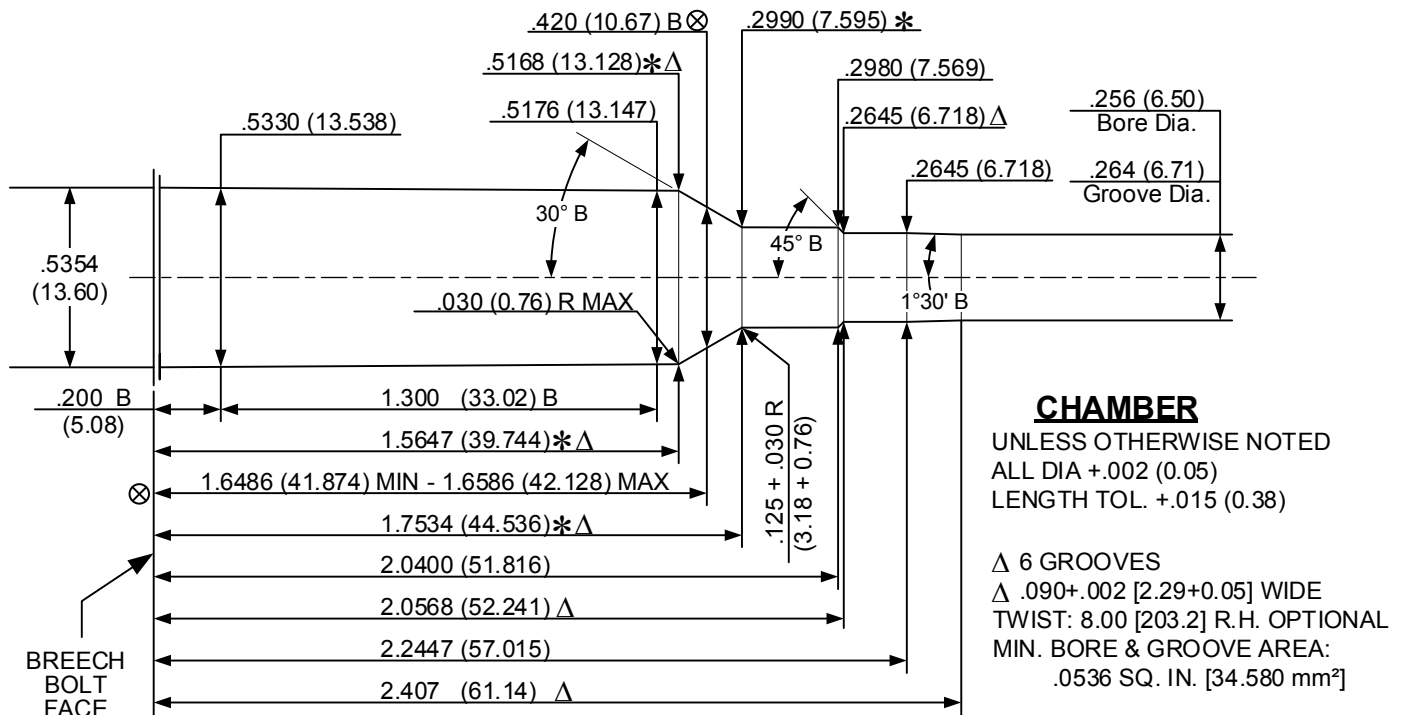 .420 (10.67) B⊗
.2990 (7.595) ✻
.5168 (13.128)✻Δ
.2980 (7.569)
.5176 (13.147)
.2645 (6.718) Δ
.256 (6.50)
Bore Dia.
.5330 (13.538)
.2645 (6.718)
.264 (6.71)
Groove Dia.
30° B
45° B
.5354
(13.60)
.030 (0.76) R MAX
1°30' B
.200 B
(5.08)
1.300 (33.02) B
1.5647 (39.744)✻Δ
⊗
1.6486 (41.874) MIN - 1.6586 (42.128) MAX
1.7534 (44.536)✻Δ
.125 + .030 R
(3.18 + 0.76)
2.0400 (51.816)
2.0568 (52.241) Δ
2.2447 (57.015)
2.407 (61.14) Δ
BREECH
BOLT
FACE
CHAMBER
UNLESS OTHERWISE NOTED
ALL DIA +.002 (0.05)
LENGTH TOL. +.015 (0.38)
Δ 6 GROOVES
Δ .090+.002 [2.29+0.05] WIDE
TWIST: 8.00 [203.2] R.H. OPTIONAL
MIN. BORE & GROOVE AREA:
.0536 SQ. IN. [34.580 mm²]